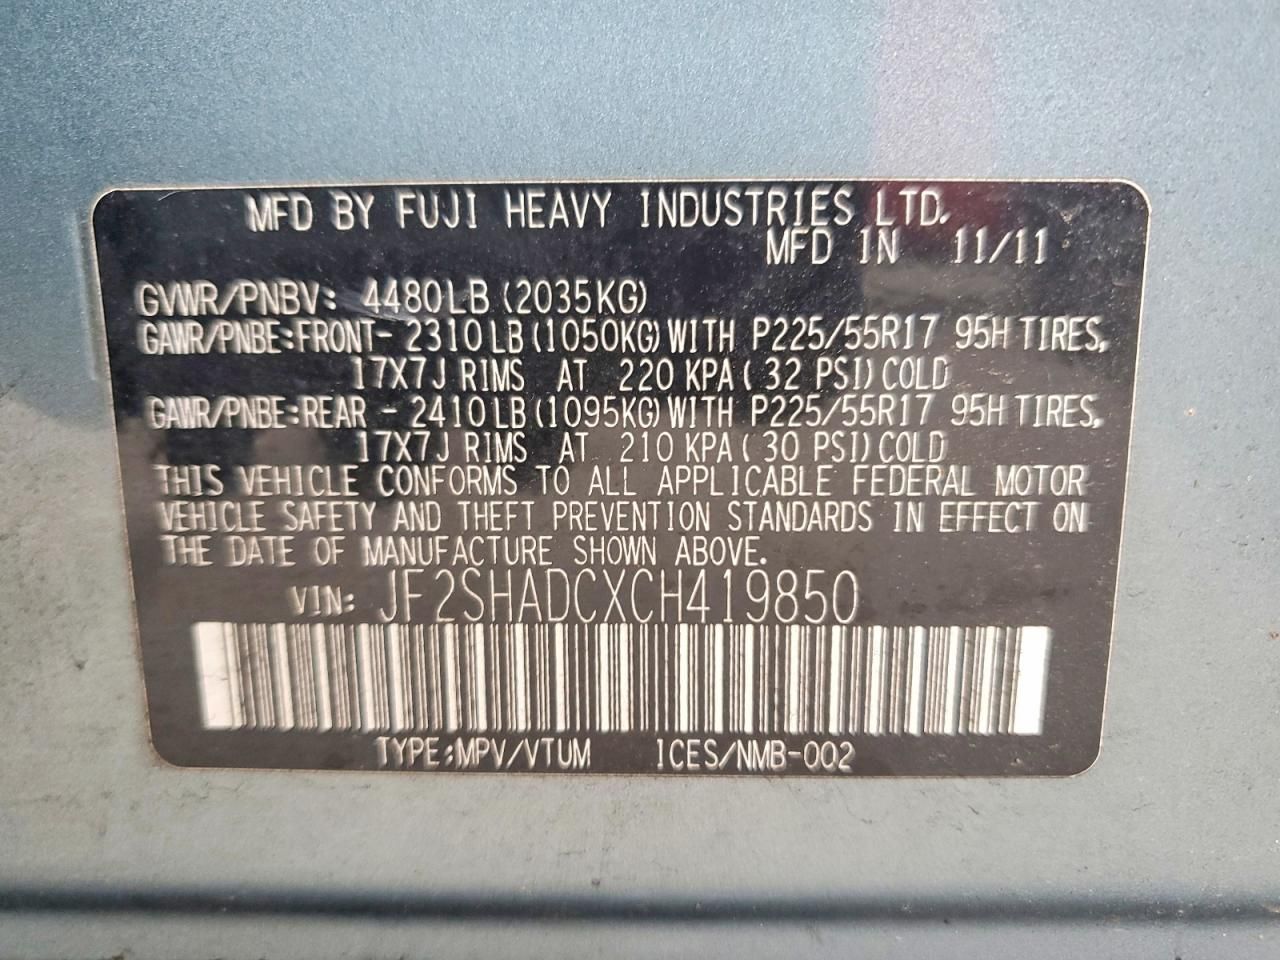 MFD BY FUJI HEAVY INDUSTRIES LTD.
MFD IN 11/11
GVWR/PNBV: 4480LB (2035KG)
GAWR/PNBE:FRONT- 2310LB (1050KG) WITH P225/55R17 95H TIRES,
17X7J RIMS AT 220 KPA ( 32 PSI) COLD
GAWR/PNBE:REAR - 2410LB (1095KG) WITH P225/55R17 95H TIRES,
17X7J RIMS AT 210 KPA ( 30 PSI) COLD
THIS VEHICLE CONFORMS TO ALL APPLICABLE FEDERAL MOTOR
VEHICLE SAFETY AND THEFT PREVENTION STANDARDS IN EFFECT ON
THE DATE OF MANUFACTURE SHOWN ABOVE.
VIN: JF2SHADCXCH419850
TYPE:MPV/VTUM ICES/NMB-002